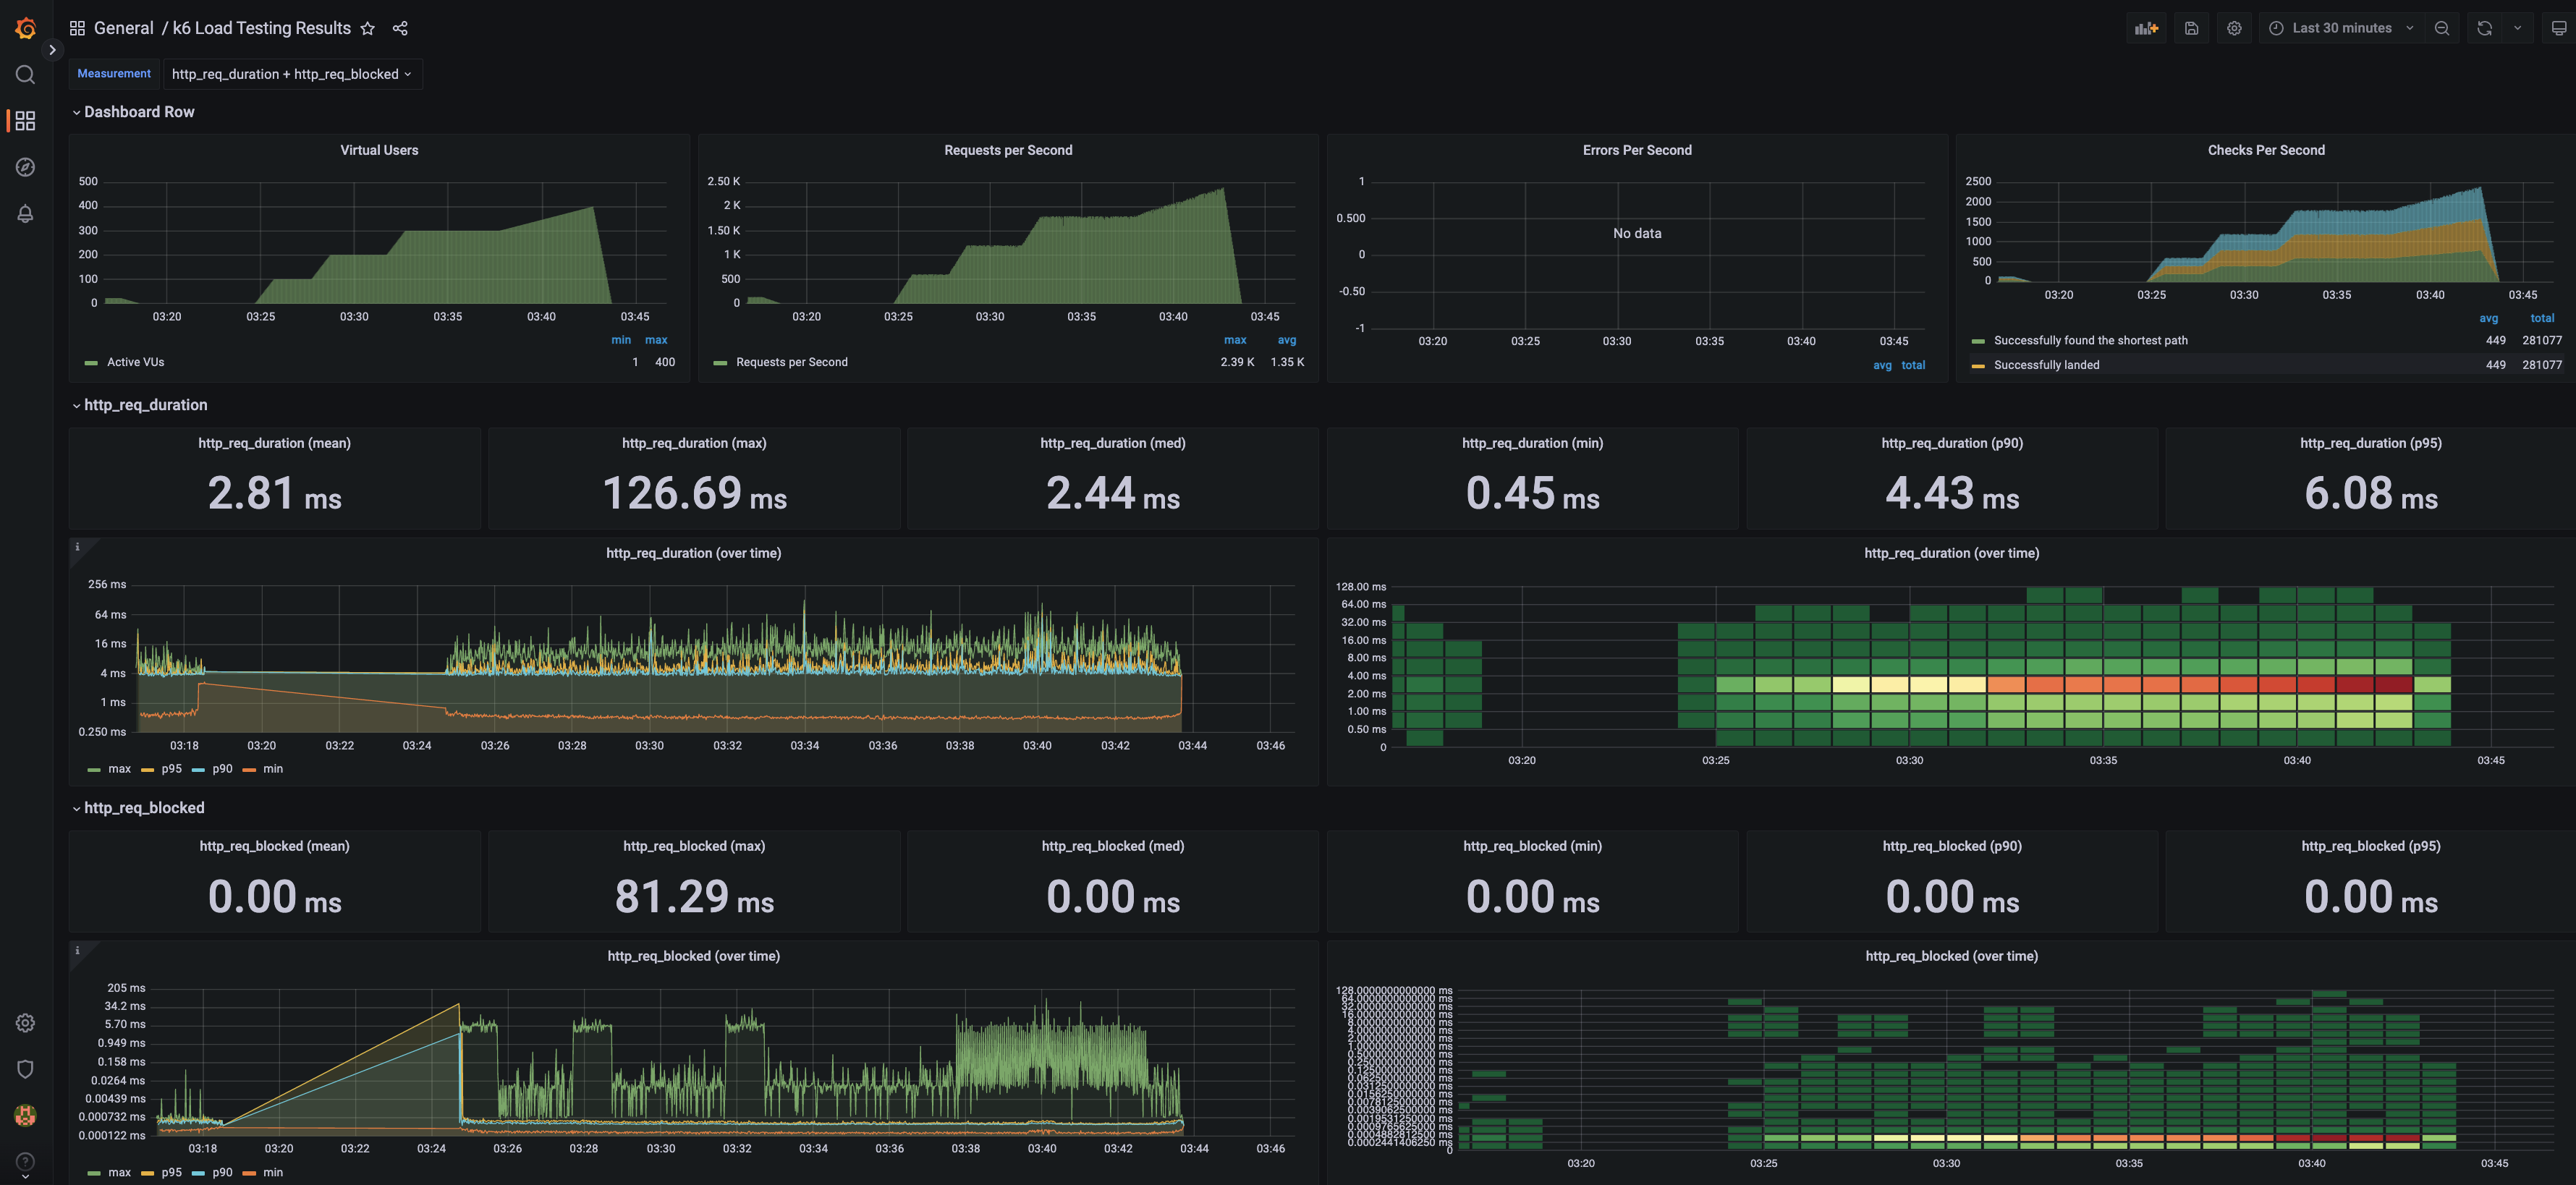 General / k6 Load Testing Results
Last 30 minutes
Measurement http_req_duration + http_req_blocked
Dashboard Row
Virtual Users
500
400
300
200
100
0
03:20 03:25 03:30 03:35 03:40 03:45
min max
Active VUs 1 400
Requests per Second
2.50 K
2 K
1.50 K
1 K
500
0
03:20 03:25 03:30 03:35 03:40 03:45
max avg
Requests per Second 2.39 K 1.35 K
Errors Per Second
1
0.500
0
-0.50
-1
No data
03:20 03:25 03:30 03:35 03:40 03:45
avg total
Checks Per Second
2500
2000
1500
1000
500
0
03:20 03:25 03:30 03:35 03:40 03:45
avg total
Successfully found the shortest path 449 281077
Successfully landed 449 281077
http_req_duration
http_req_duration (mean)
2.81 ms
http_req_duration (max)
126.69 ms
http_req_duration (med)
2.44 ms
http_req_duration (min)
0.45 ms
http_req_duration (p90)
4.43 ms
http_req_duration (p95)
6.08 ms
http_req_duration (over time)
256 ms
64 ms
16 ms
4 ms
1 ms
0.250 ms
03:18 03:20 03:22 03:24 03:26 03:28 03:30 03:32 03:34 03:36 03:38 03:40 03:42 03:44 03:46
max p95 p90 min
http_req_duration (over time)
128.00 ms
64.00 ms
32.00 ms
16.00 ms
8.00 ms
4.00 ms
2.00 ms
1.00 ms
0.50 ms
0
03:20 03:25 03:30 03:35 03:40 03:45
http_req_blocked
http_req_blocked (mean)
0.00 ms
http_req_blocked (max)
81.29 ms
http_req_blocked (med)
0.00 ms
http_req_blocked (min)
0.00 ms
http_req_blocked (p90)
0.00 ms
http_req_blocked (p95)
0.00 ms
http_req_blocked (over time)
205 ms
34.2 ms
5.70 ms
0.949 ms
0.158 ms
0.0264 ms
0.00439 ms
0.000732 ms
0.000122 ms
03:18 03:20 03:22 03:24 03:26 03:28 03:30 03:32 03:34 03:36 03:38 03:40 03:42 03:44 03:46
max p95 p90 min
http_req_blocked (over time)
128.0000000000000 ms
0.0002441406250 ms
0
03:20 03:25 03:30 03:35 03:40 03:45